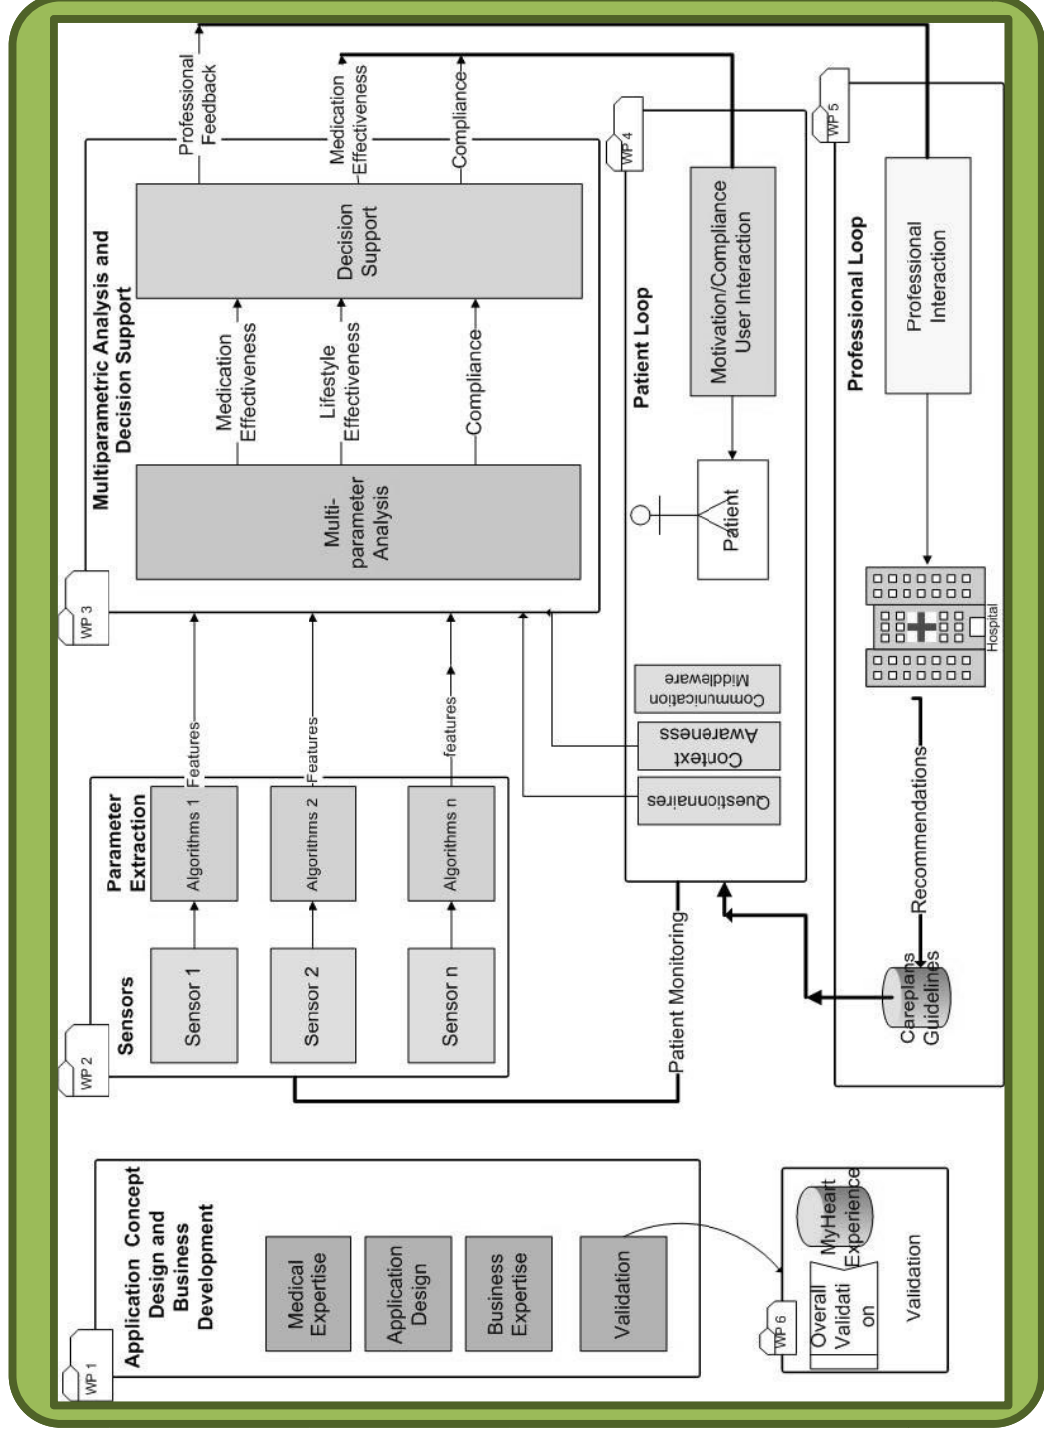 WP 1
Application Concept
Design and
Business
Development
Medical
Expertise
Application
Design
Business
Expertise
Validation
WP 6
Overall
Validati
on
MyHeart
Experience
Validation
WP 2
Sensors
Parameter
Extraction
Sensor 1
Algorithms 1
Features
Sensor 2
Algorithms 2
Features
Sensor n
Algorithms n
features
Patient Monitoring
WP 3
Multiparametric Analysis and
Decision Support
Multi-
parameter
Analysis
Medication
Effectiveness
Lifestyle
Effectiveness
Compliance
Decision
Support
Professional
Feedback
Medication
Effectiveness
Compliance
WP 4
Patient Loop
Questionnaires
Context
Awareness
Communication
Middleware
Patient
Motivation/Compliance
User Interaction
WP 5
Professional Loop
Careplans
Guidelines
Recommendations
Hospital
Professional
Interaction